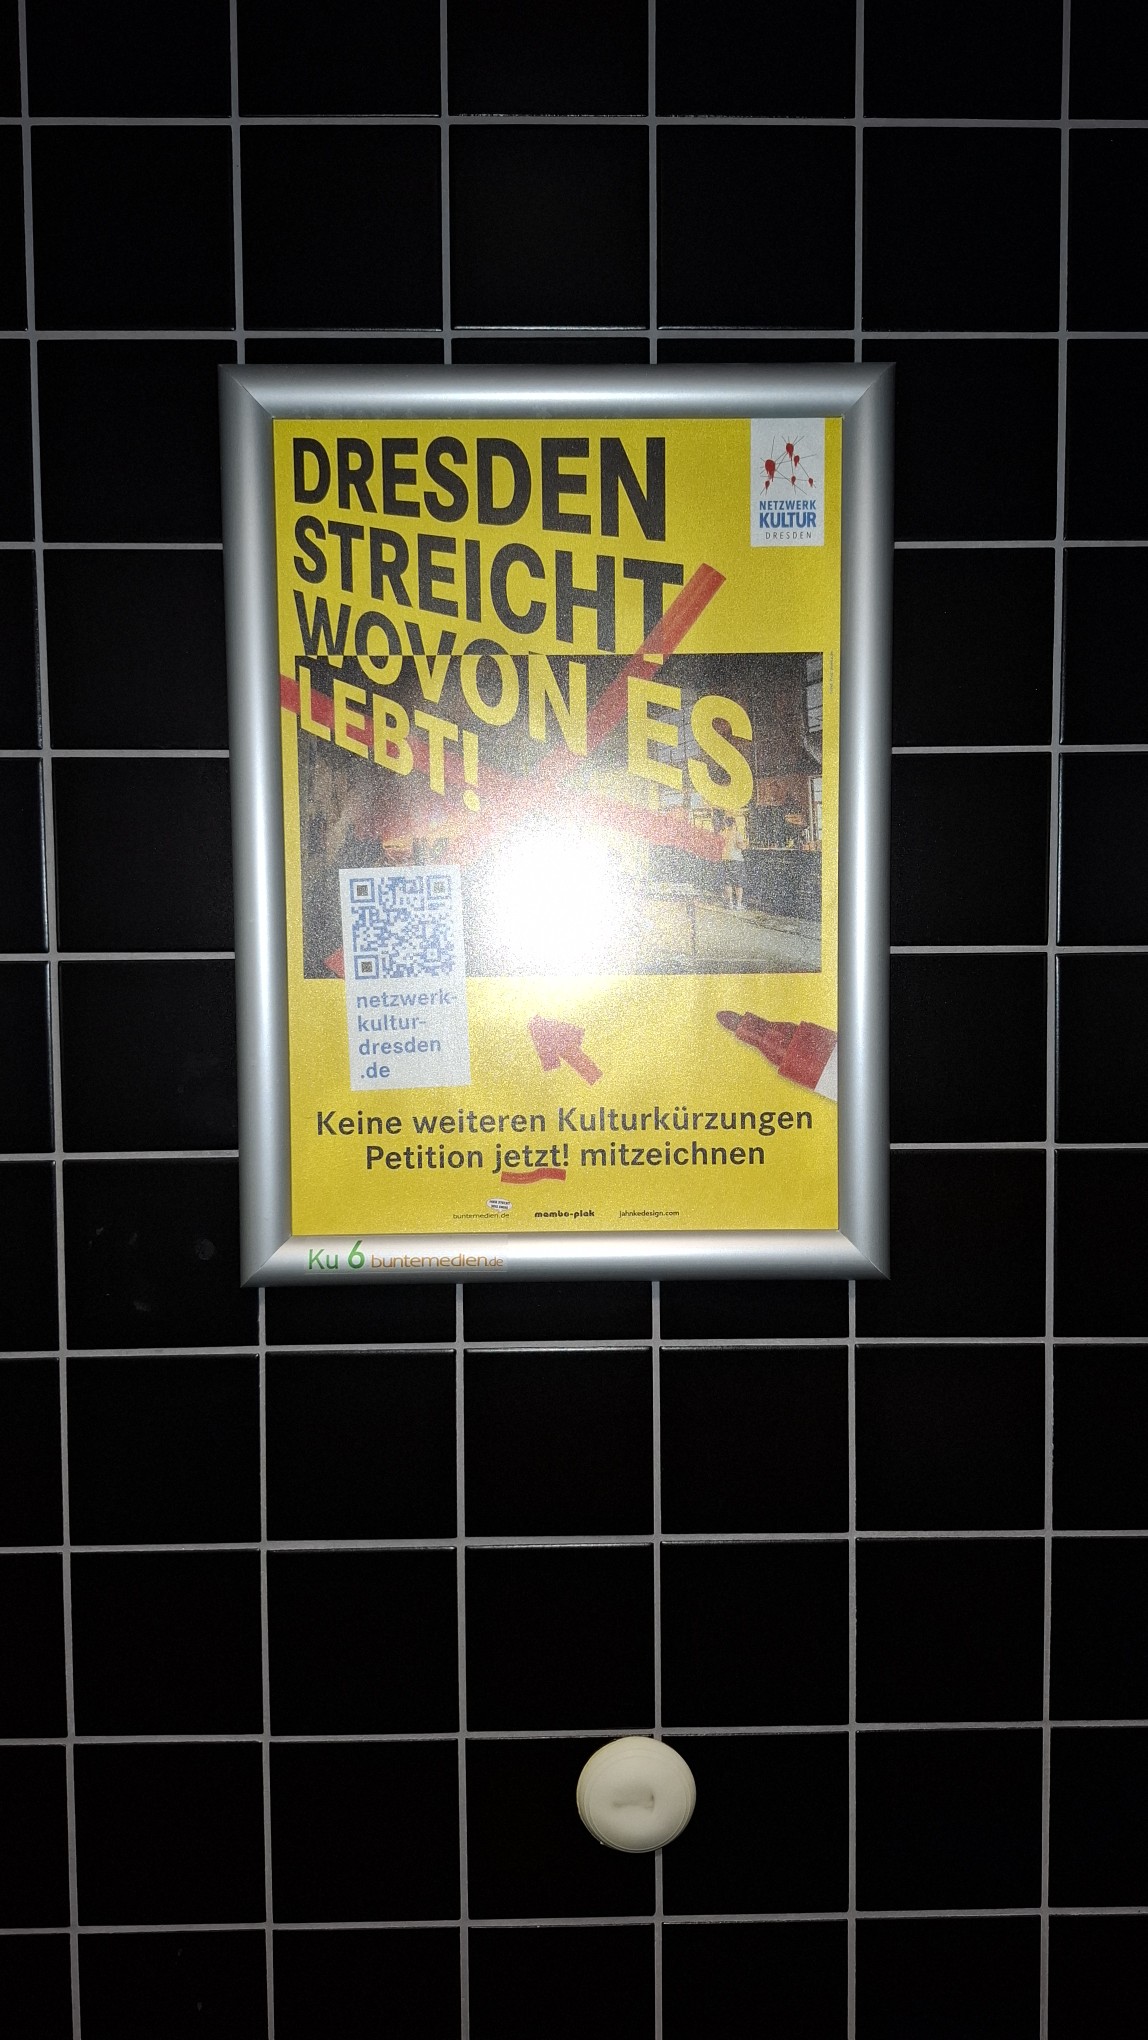 DRESDEN
STREICHT
WOVON ES
LEBT!
NETZWERK
KULTUR
DRESDEN
netzwerk-
kultur-
dresden
.de
Keine weiteren Kulturkürzungen
Petition jetzt! mitzeichnen
buntemedien.de
mambo-plak
jahnkedesign.com
Ku 6 buntemedien.de